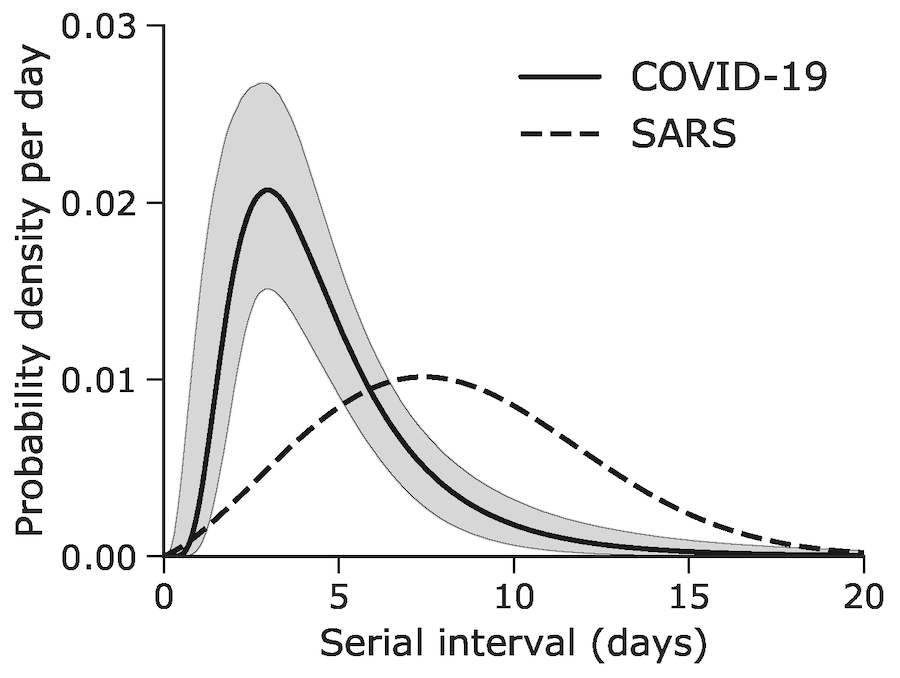 Probability density per day
0.03
0.02
0.01
0.00
COVID-19
SARS
0 5 10 15 20
Serial interval (days)